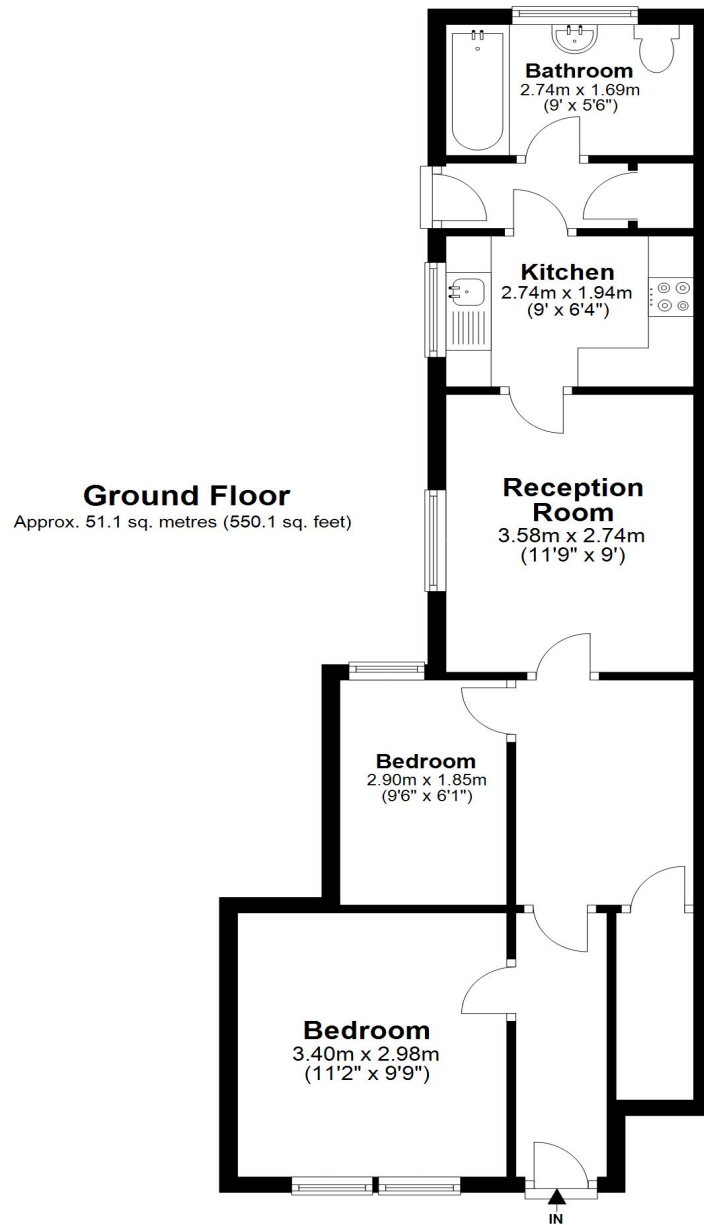 Bathroom
2.74m x 1.69m
(9' x 5'6")
Kitchen
2.74m x 1.94m
(9' x 6'4")
Ground Floor
Approx. 51.1 sq. metres (550.1 sq. feet)
Reception
Room
3.58m x 2.74m
(11'9" x 9')
Bedroom
2.90m x 1.85m
(9'6" x 6'1")
Bedroom
3.40m x 2.98m
(11'2" x 9'9")
IN